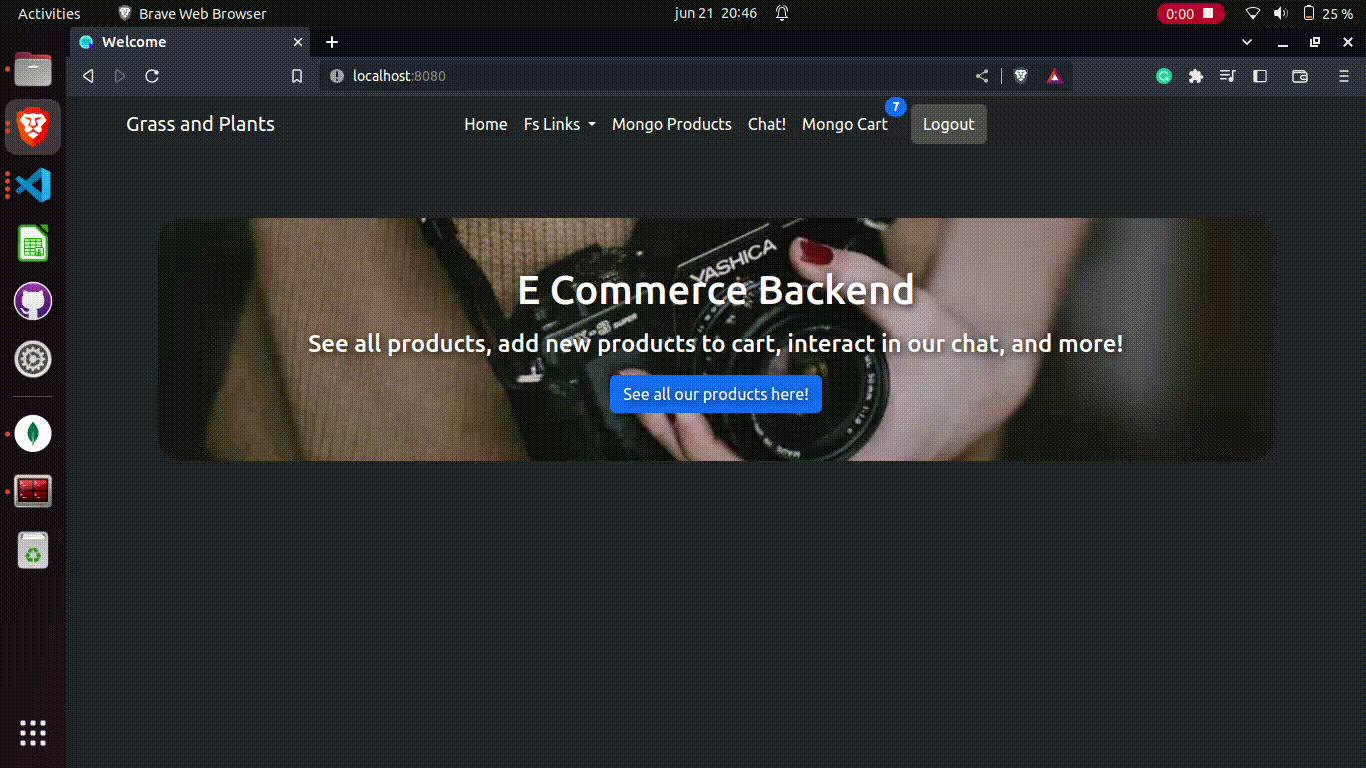 Activities Brave Web Browser jun 21 20:46 0:00 25 %
Welcome
localhost:8080
7
Grass and Plants Home Fs Links Mongo Products Chat! Mongo Cart Logout
YASHICA
E Commerce Backend
SUPER
See all products, add new products to cart, interact in our chat, and more!
See all our products here!